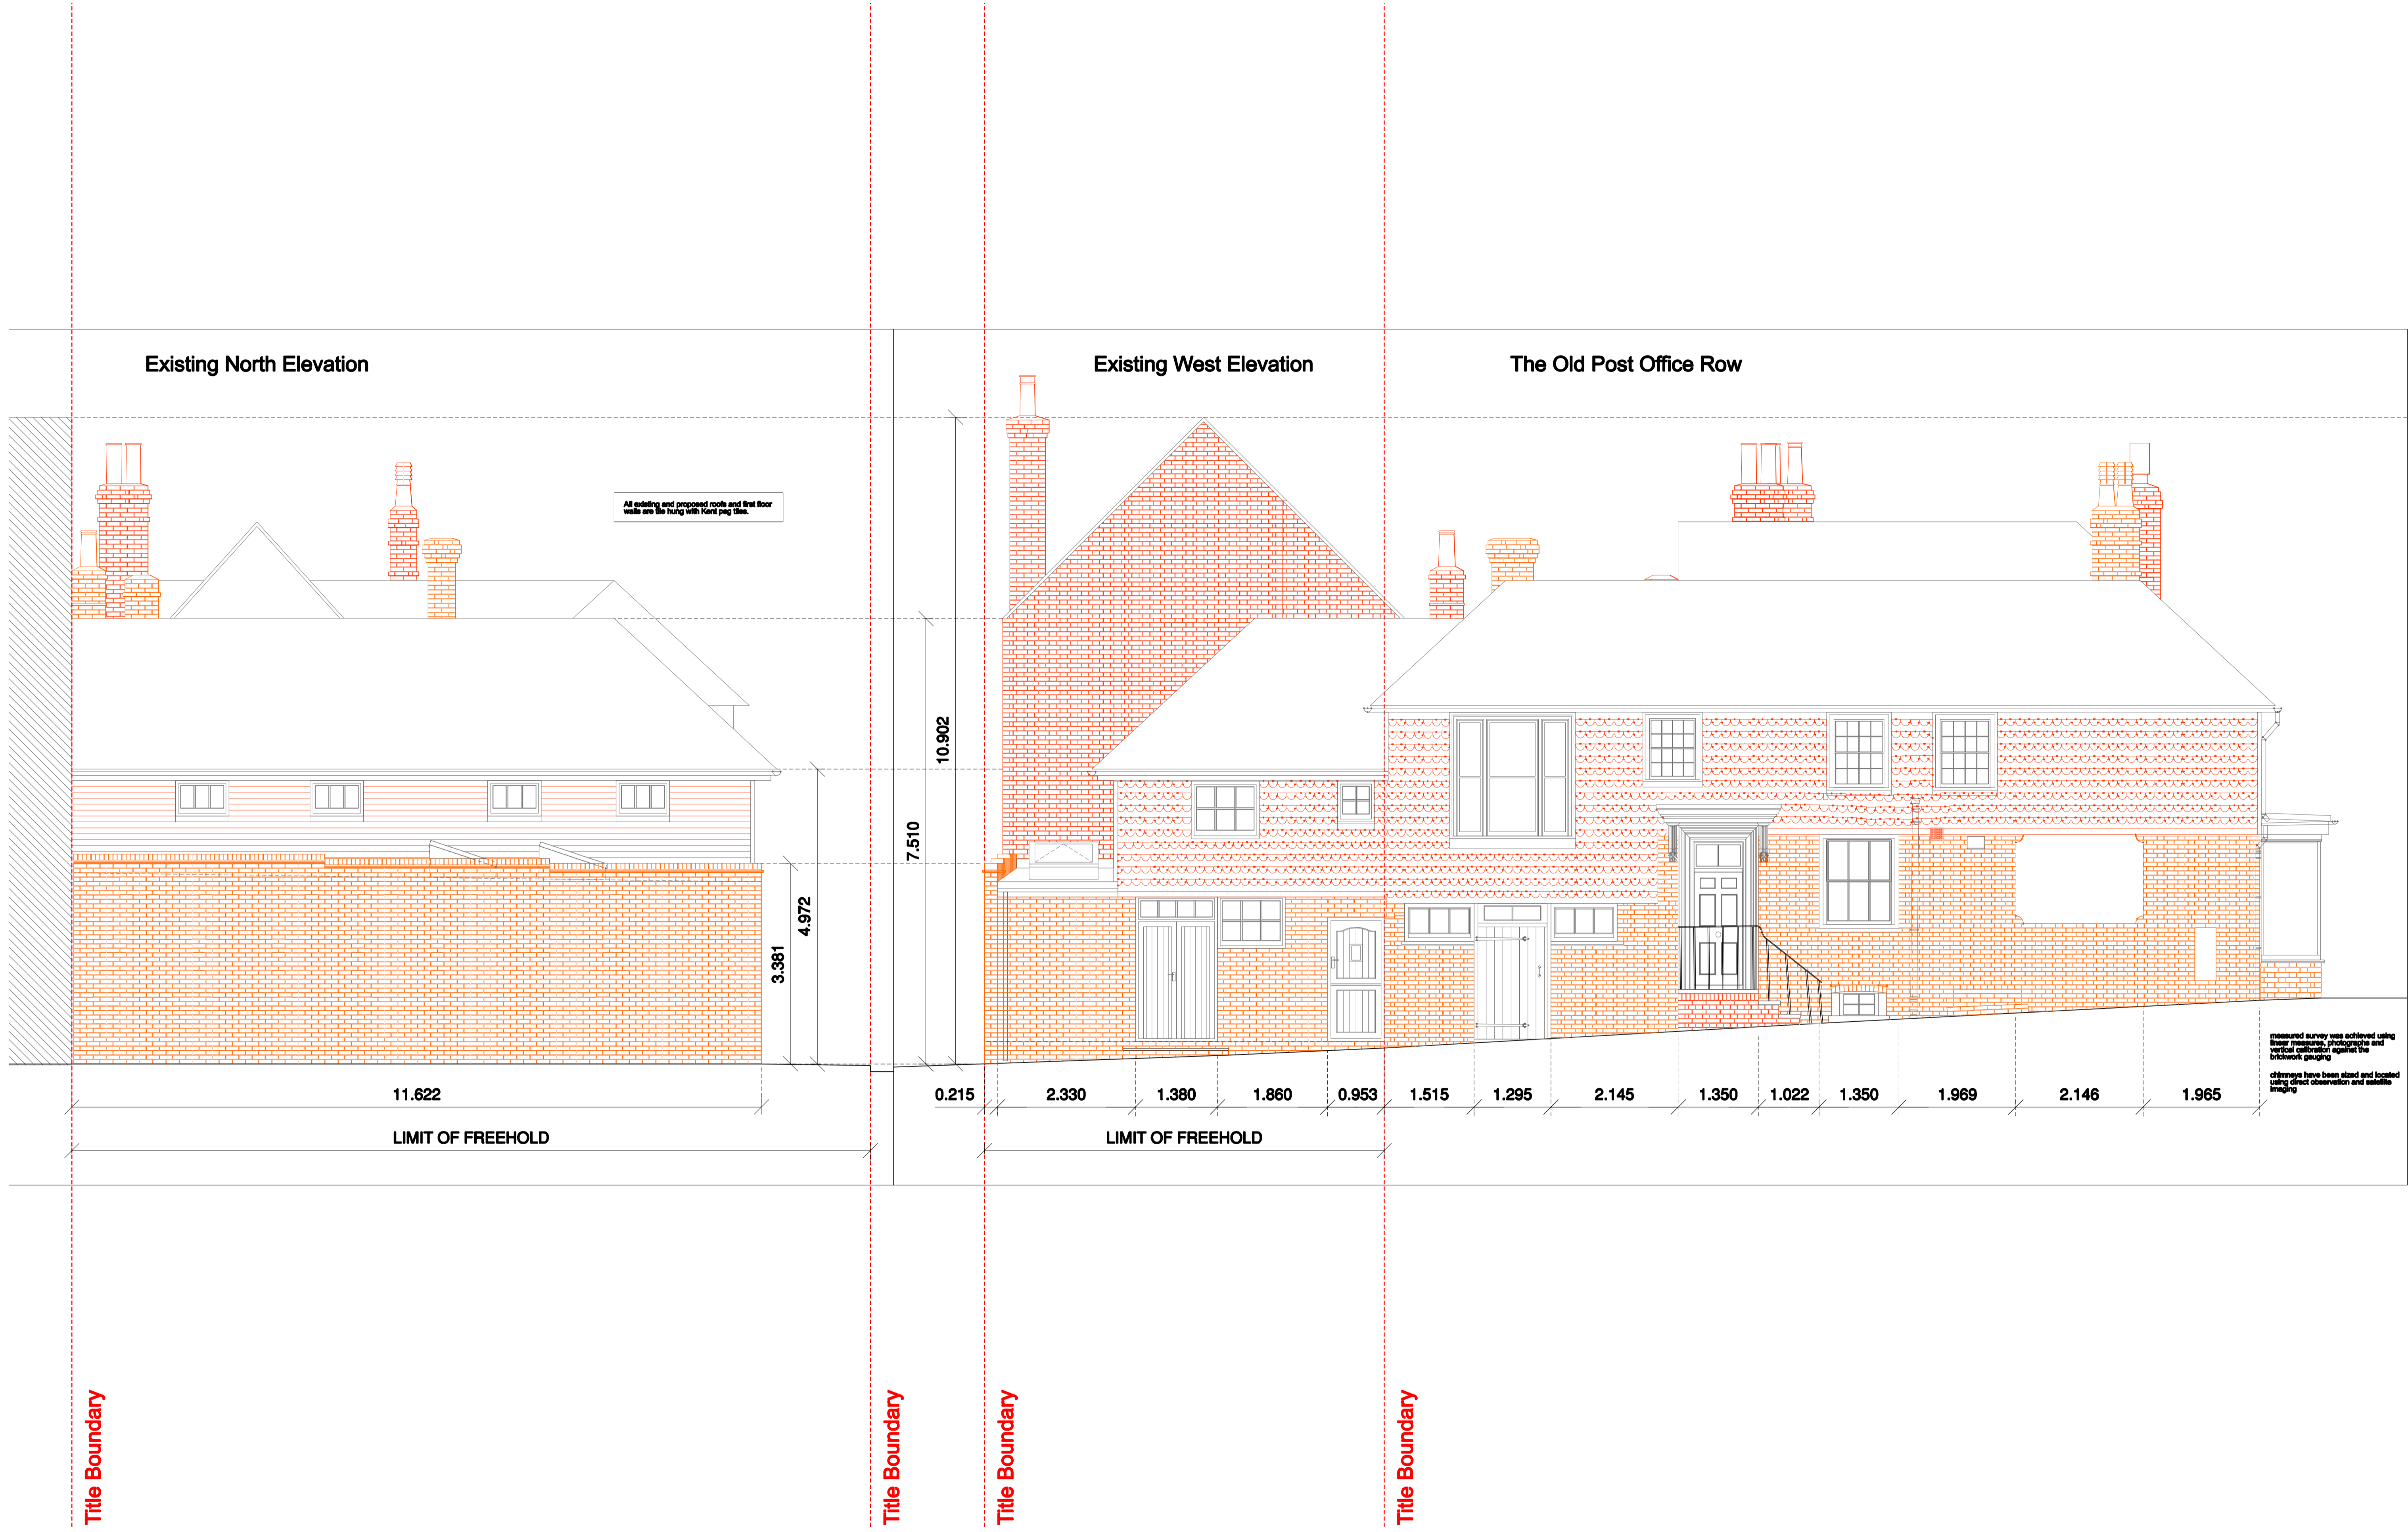 Existing North Elevation
Existing West Elevation
The Old Post Office Row
All existing and proposed roofs and first floor
walls are tile hung with Kent peg tiles.
10.902
7.510
4.972
3.381
measured survey was achieved using
linear measures, photographs and
vertical calibration against the
brickwork gauging
chimneys have been sized and located
using direct observation and satellite
imaging
11.622
0.215
2.330
1.380
1.860
0.953
1.515
1.295
2.145
1.350
1.022
1.350
1.969
2.146
1.965
LIMIT OF FREEHOLD
LIMIT OF FREEHOLD
Title Boundary
Title Boundary
Title Boundary
Title Boundary